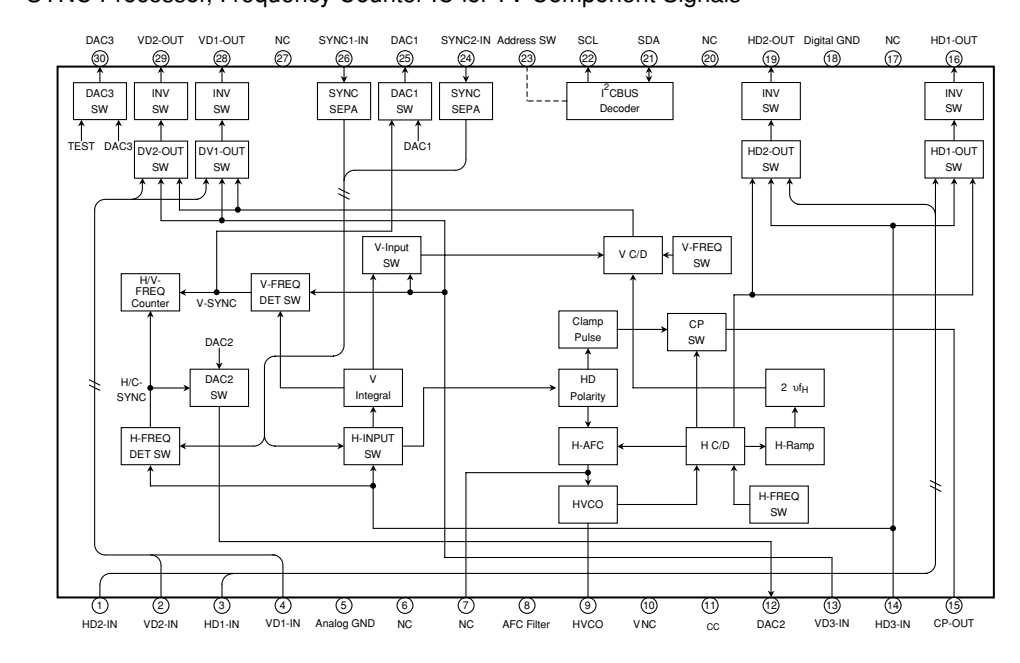 SYNC Processor, Frequency Counter IC for TV Component Signals
DAC3 VD2-OUT VD1-OUT NC SYNC1-IN DAC1 SYNC2-IN Address SW SCL SDA NC HD2-OUT Digital GND NC HD1-OUT
30 29 28 27 26 25 24 23 22 21 20 19 18 17 16
DAC3
SW
INV
SW
INV
SW
SYNC
SEPA
DAC1
SW
SYNC
SEPA
I2CBUS
Decoder
INV
SW
INV
SW
TEST DAC3
DV2-OUT
SW
DV1-OUT
SW
DAC1
HD2-OUT
SW
HD1-OUT
SW
V-Input
SW
V C/D
V-FREQ
SW
H/V-
FREQ
Counter
V-SYNC
V-FREQ
DET SW
Clamp
Pulse
CP
SW
DAC2
H/C-
SYNC
DAC2
SW
V
Integral
HD
Polarity
2 υfH
H-FREQ
DET SW
H-INPUT
SW
H-AFC
H C/D
H-Ramp
HVCO
H-FREQ
SW
1 2 3 4 5 6 7 8 9 10 11 12 13 14 15
HD2-IN VD2-IN HD1-IN VD1-IN Analog GND NC NC AFC Filter HVCO VNC CC DAC2 VD3-IN HD3-IN CP-OUT